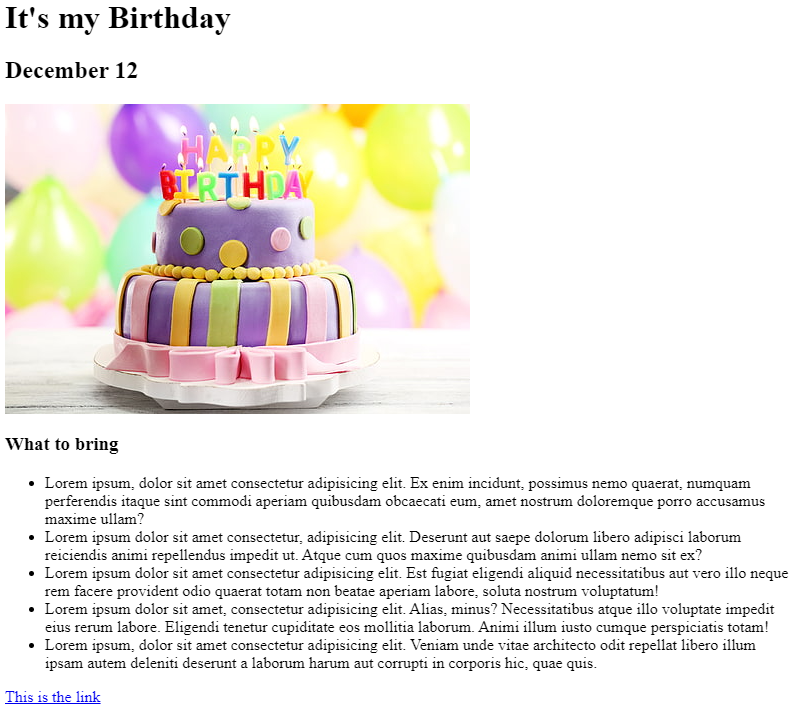 It's my Birthday
December 12
HAPPY
BIRTHDAY
What to bring
• Lorem ipsum, dolor sit amet consectetur adipisicing elit. Ex enim incidunt, possimus nemo quaerat, numquam
perferendis itaque sint commodi aperiam quibusdam obcaecati eum, amet nostrum doloremque porro accusamus
maxime ullam?
• Lorem ipsum dolor sit amet consectetur, adipisicing elit. Deserunt aut saepe dolorum libero adipisci laborum
reiciendis animi repellendus impedit ut. Atque cum quos maxime quibusdam animi ullam nemo sit ex?
• Lorem ipsum dolor sit amet consectetur adipisicing elit. Est fugiat eligendi aliquid necessitatibus aut vero illo neque
rem facere provident odio quaerat totam non beatae aperiam labore, soluta nostrum voluptatum!
• Lorem ipsum dolor sit amet, consectetur adipisicing elit. Alias, minus? Necessitatibus atque illo voluptate impedit
eius rerum labore. Eligendi tenetur cupiditate eos mollitia laborum. Animi illum iusto cumque perspiciatis totam!
• Lorem ipsum, dolor sit amet consectetur adipisicing elit. Veniam unde vitae architecto odit repellat libero illum
ipsam autem deleniti deserunt a laborum harum aut corrupti in corporis hic, quae quis.
This is the link